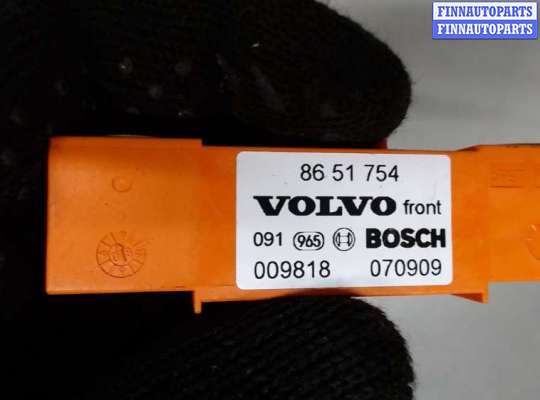 FINNAUTOPARTS
FINNAUTOPARTS
86 51 754
VOLVO front
091 965 BOSCH
009818 070909